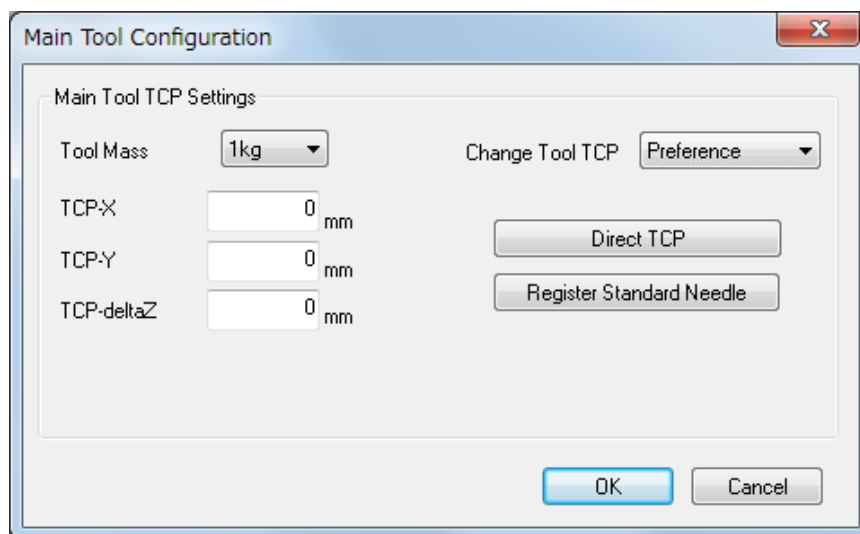 Main Tool Configuration
Main Tool TCP Settings
Tool Mass 1kg Change Tool TCP Preference
TCP-X 0 mm
Direct TCP
TCP-Y 0 mm
Register Standard Needle
TCP-deltaZ 0 mm
OK Cancel